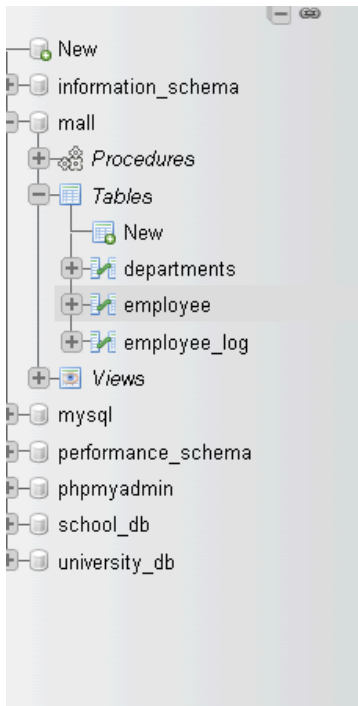 New
information_schema
mall
Procedures
Tables
New
departments
employee
employee_log
Views
mysql
performance_schema
phpmyadmin
school_db
university_db